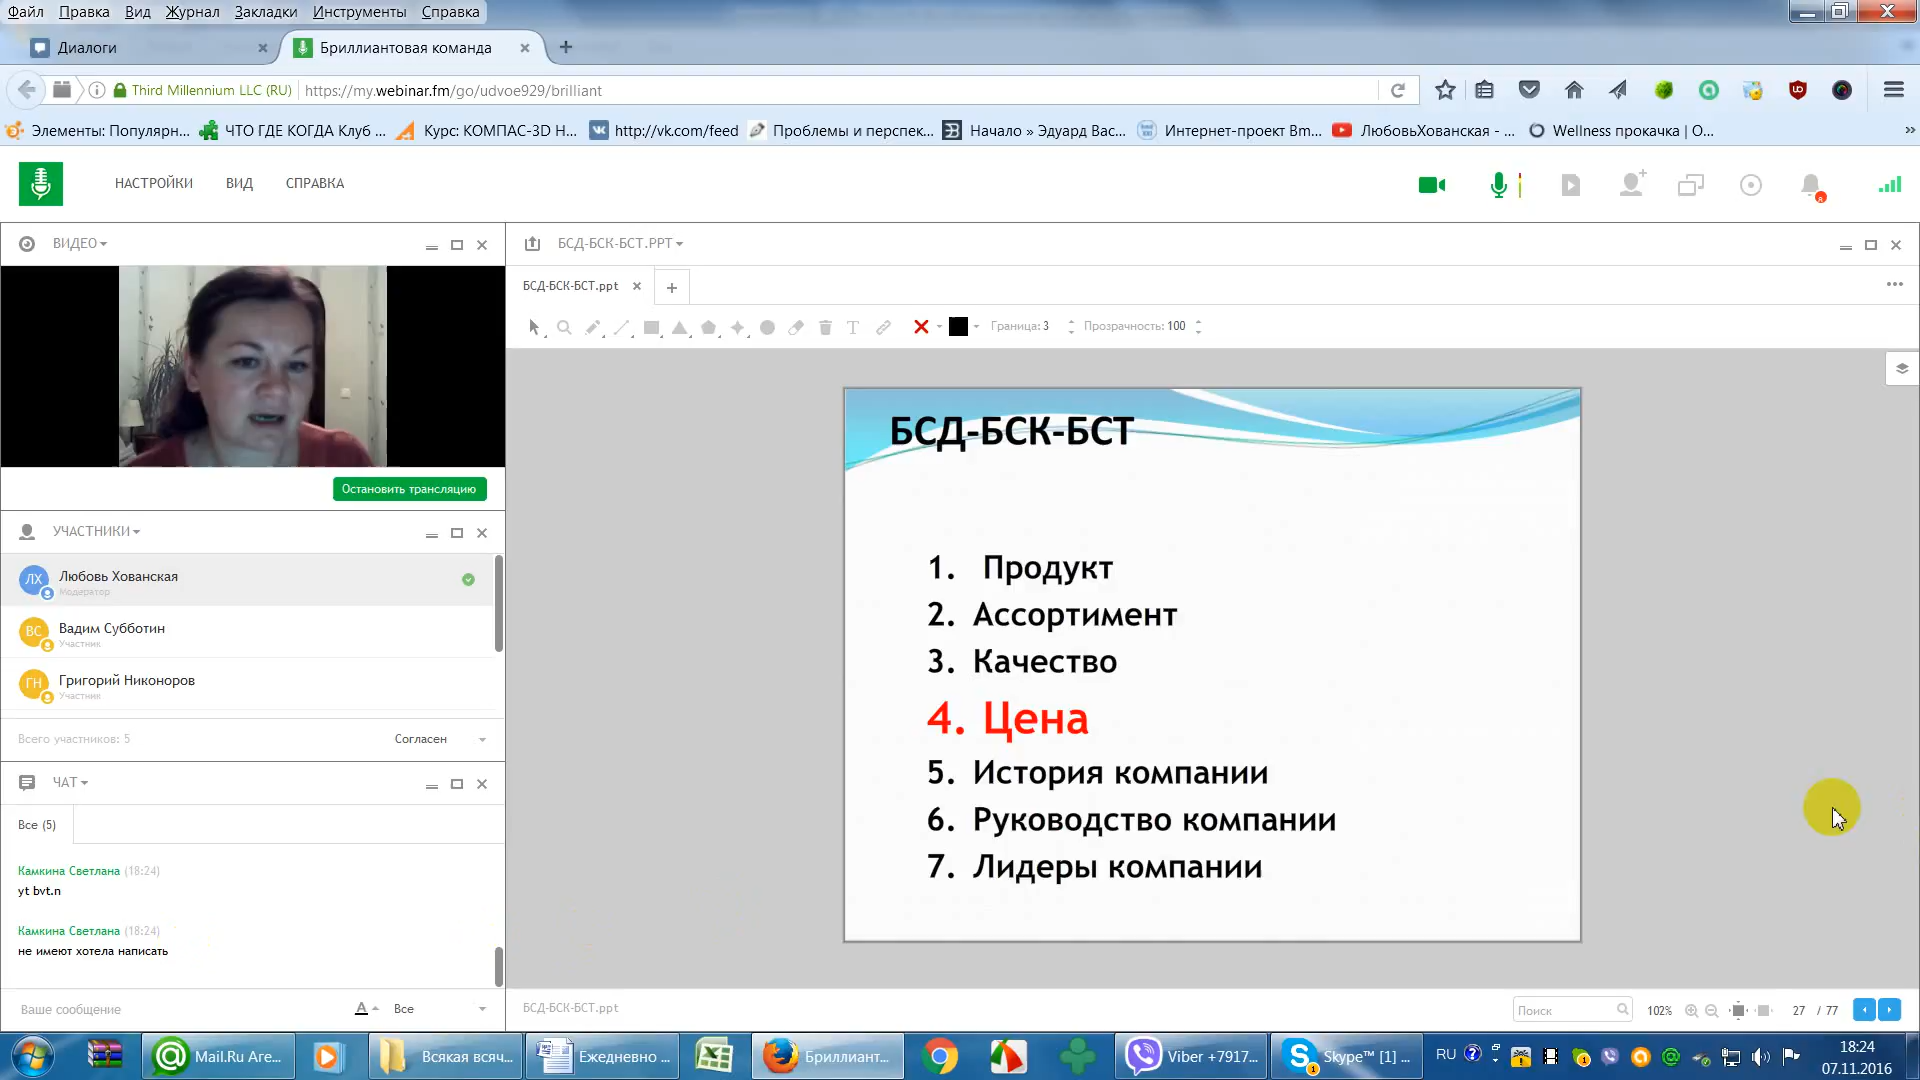 Файл Правка Вид Журнал Закладки Инструменты Справка
Диалоги
Бриллиантовая команда
Third Millennium LLC (RU)
https://my.webinar.fm/go/udvoe929/brilliant
Элементы: Популярн...
ЧТО ГДЕ КОГДА Клуб ...
Курс: КОМПАС-3D Н...
http://vk.com/feed
Проблемы и перспек...
Начало » Эдуард Вас...
Интернет-проект Bm...
ЛюбовьХованская - ...
Wellness прокачка | О...
НАСТРОЙКИ ВИД СПРАВКА
ВИДЕО
Остановить трансляцию
УЧАСТНИКИ
ЛХ
Любовь Хованская
Модератор
ВС
Вадим Субботин
Участник
ГН
Григорий Никоноров
Участник
Всего участников: 5
Согласен
ЧАТ
Все (5)
Камкина Светлана (18:24)
yt bvt.n
Камкина Светлана (18:24)
не имеют хотела написать
Ваше сообщение
А
Все
БСД-БСК-БСТ.PPT
БСД-БСК-БСТ.ppt
Граница: 3
Прозрачность: 100
БСД-БСК-БСТ
1. Продукт
2. Ассортимент
3. Качество
4. Цена
5. История компании
6. Руководство компании
7. Лидеры компании
БСД-БСК-БСТ.ppt
Поиск
102%
27 / 77
Mail.Ru Аге...
Всякая всяч...
Ежедневно ...
Бриллиант...
Viber +7917...
Skype™ [1] ...
RU
18:24
07.11.2016